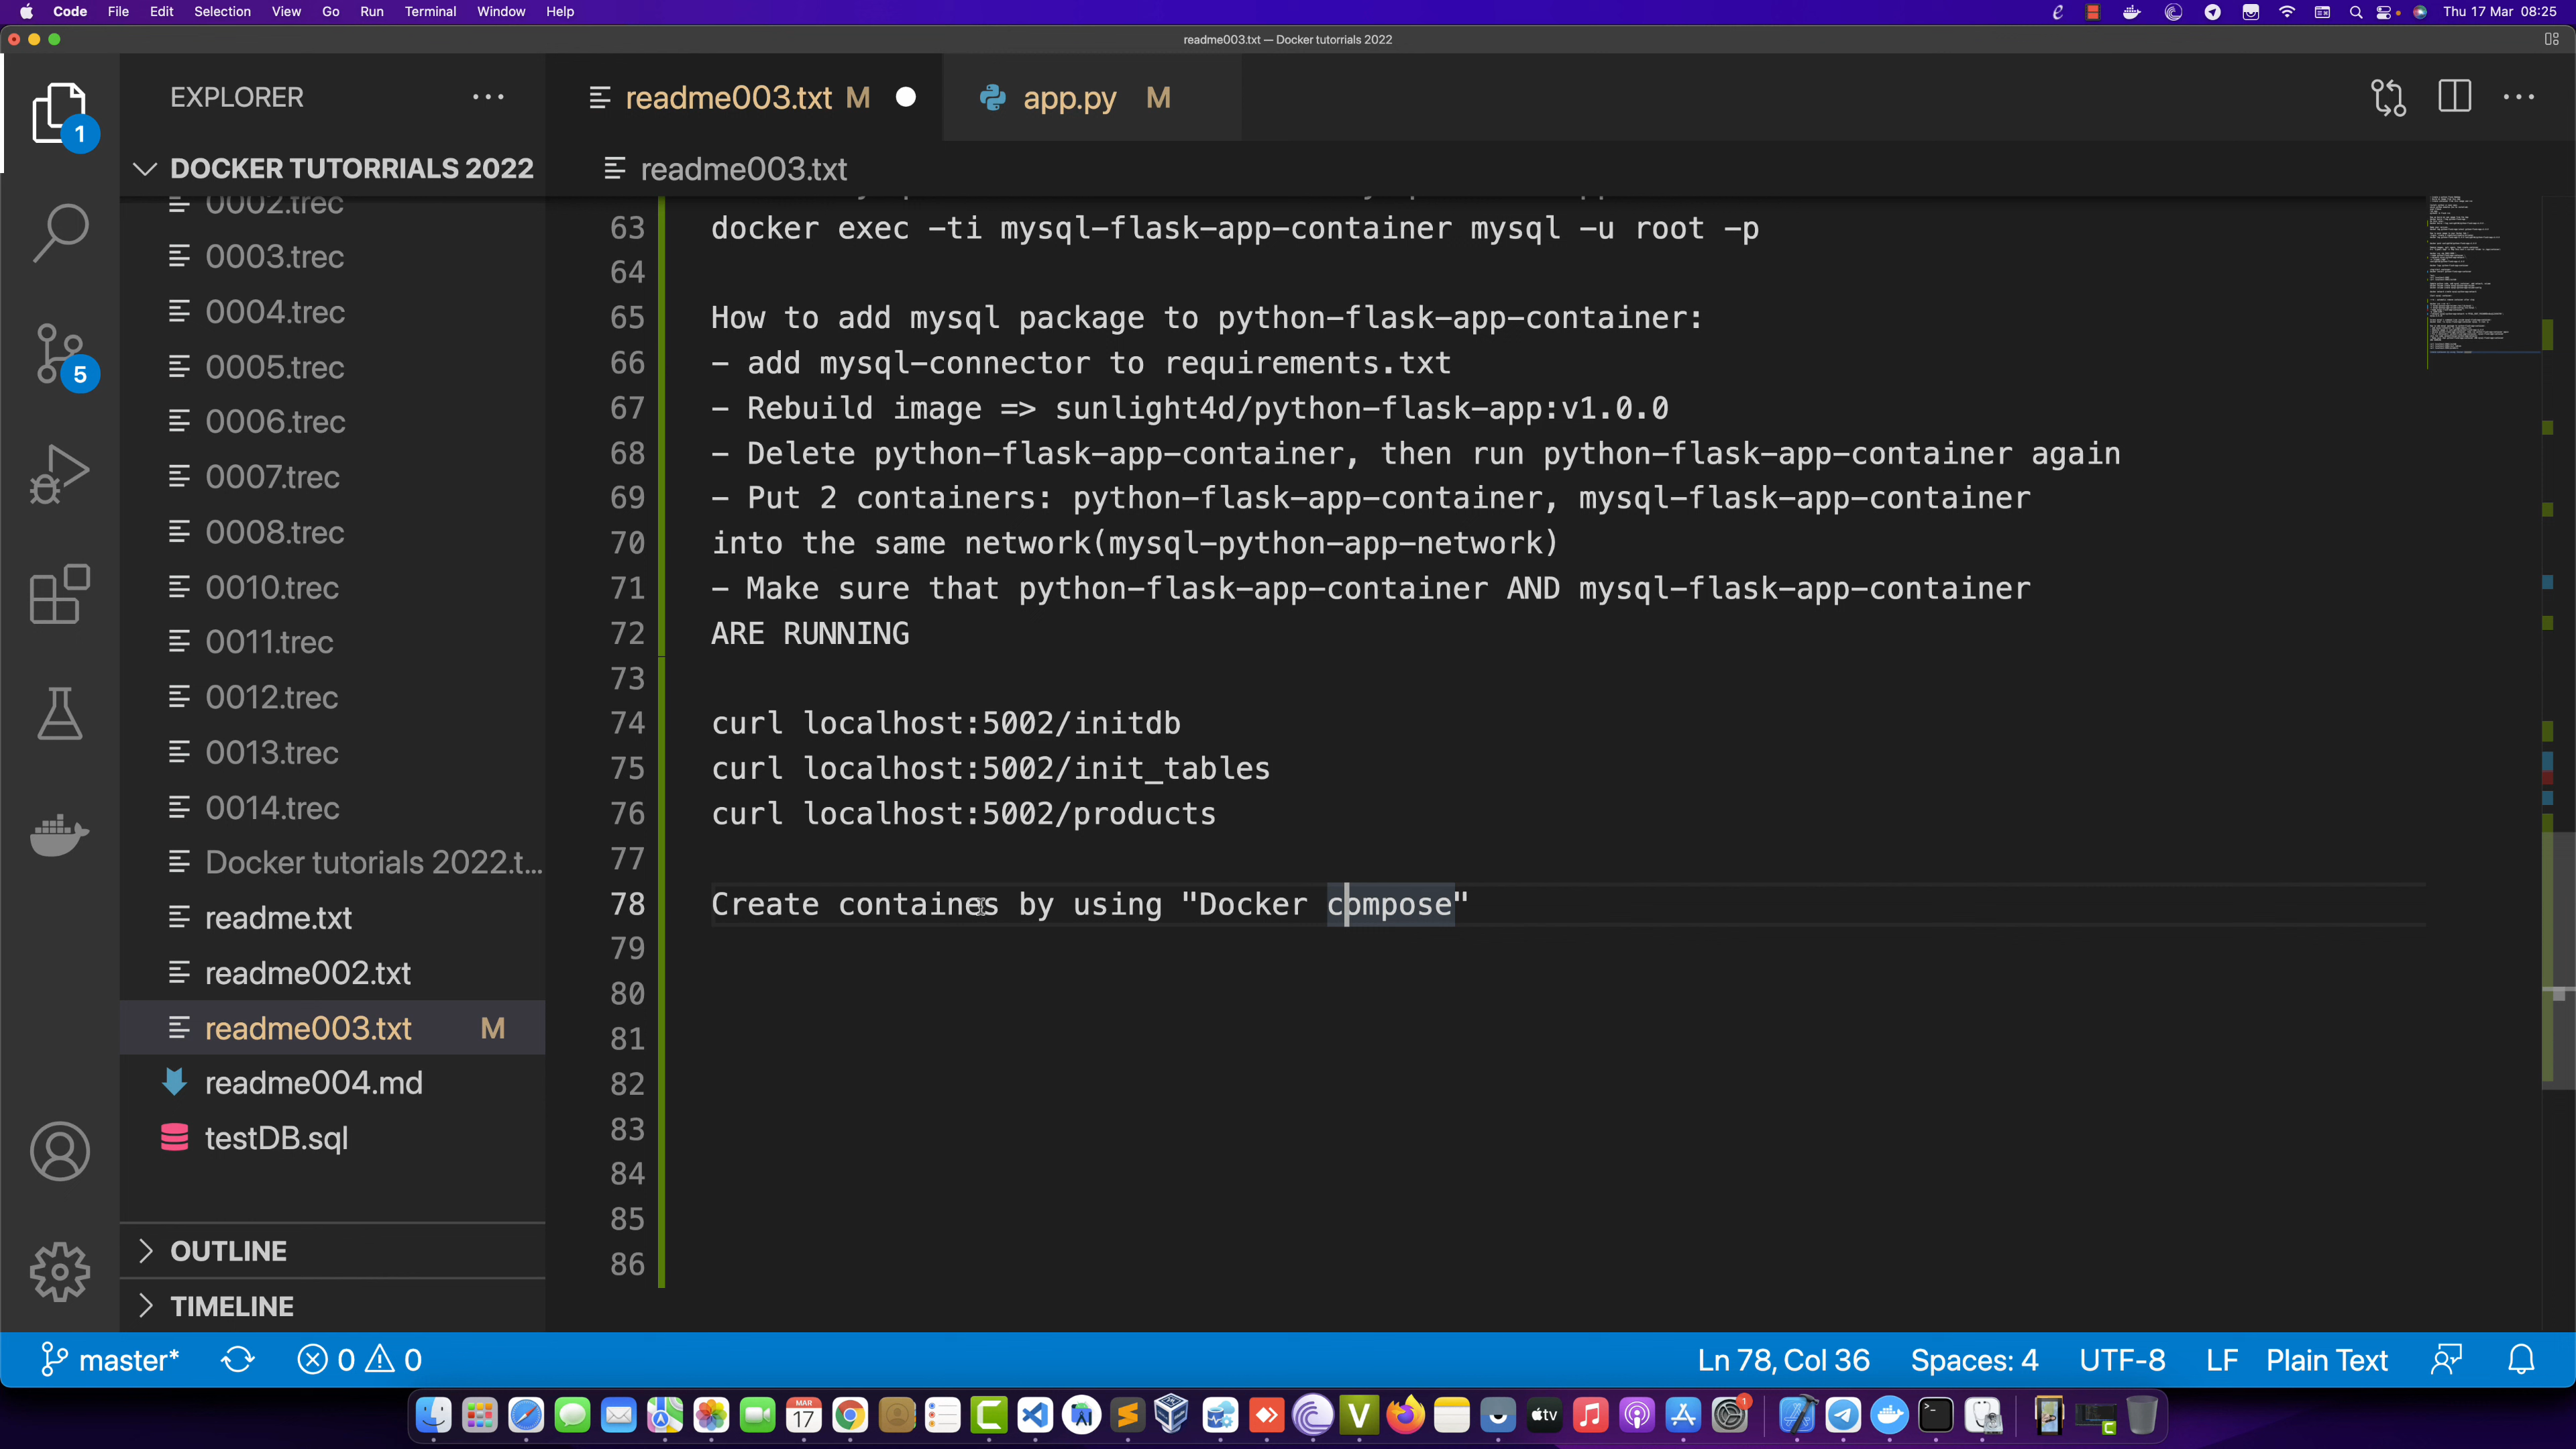 Code File Edit Selection View Go Run Terminal Window Help Thu 17 Mar 08:25
readme003.txt — Docker tutorrials 2022
EXPLORER
readme003.txt M
app.py M
1
DOCKER TUTORRIALS 2022
readme003.txt
0002.trec
0003.trec
0004.trec
0005.trec
5
0006.trec
0007.trec
0008.trec
0010.trec
0011.trec
0012.trec
0013.trec
0014.trec
Docker tutorials 2022.t...
readme.txt
readme002.txt
readme003.txt M
readme004.md
testDB.sql
OUTLINE
TIMELINE
63 docker exec -ti mysql-flask-app-container mysql -u root -p
64
65 How to add mysql package to python-flask-app-container:
66 - add mysql-connector to requirements.txt
67 - Rebuild image => sunlight4d/python-flask-app:v1.0.0
68 - Delete python-flask-app-container, then run python-flask-app-container again
69 - Put 2 containers: python-flask-app-container, mysql-flask-app-container
70 into the same network(mysql-python-app-network)
71 - Make sure that python-flask-app-container AND mysql-flask-app-container
72 ARE RUNNING
73
74 curl localhost:5002/initdb
75 curl localhost:5002/init_tables
76 curl localhost:5002/products
77
78 Create containes by using "Docker compose"
79
80
81
82
83
84
85
86
master* 0 0 Ln 78, Col 36 Spaces: 4 UTF-8 LF Plain Text
MAR
17
tv
1